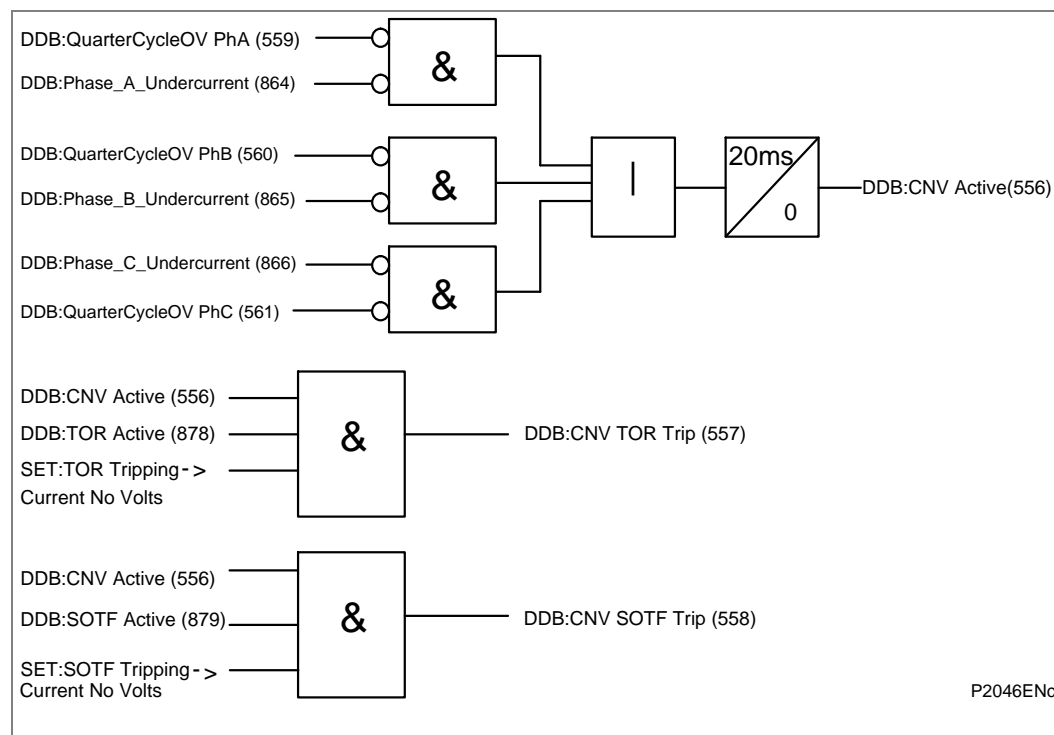 DDB:QuarterCycleOV PhA (559)
&
DDB:Phase_A_Undercurrent (864)
DDB:QuarterCycleOV PhB (560)
&
DDB:Phase_B_Undercurrent (865)
|
20ms
0
DDB:CNV Active(556)
DDB:Phase_C_Undercurrent (866)
&
DDB:QuarterCycleOV PhC (561)
DDB:CNV Active (556)
DDB:TOR Active (878)
&
DDB:CNV TOR Trip (557)
SET:TOR Tripping->
Current No Volts
DDB:CNV Active (556)
DDB:SOTF Active (879)
&
DDB:CNV SOTF Trip (558)
SET:SOTF Tripping->
Current No Volts